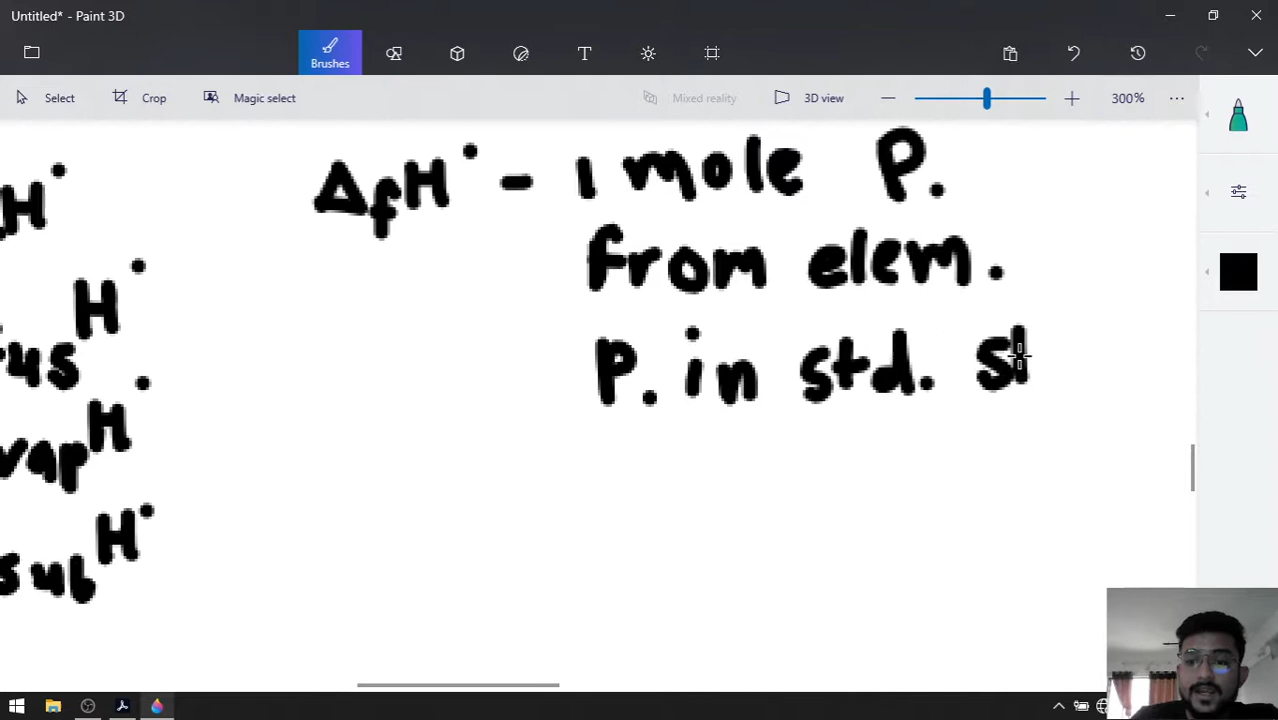 Untitled* - Paint 3D
Brushes
Select Crop Magic select Mixed reality 3D view 300%
ΔfH° - 1 mole P.
H°
from elem.
H°
us
P. in std. st
vapH°
subH°